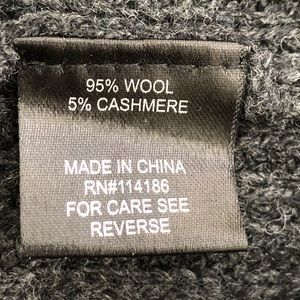 95% WOOL
5% CASHMERE
MADE IN CHINA
RN#114186
FOR CARE SEE
REVERSE